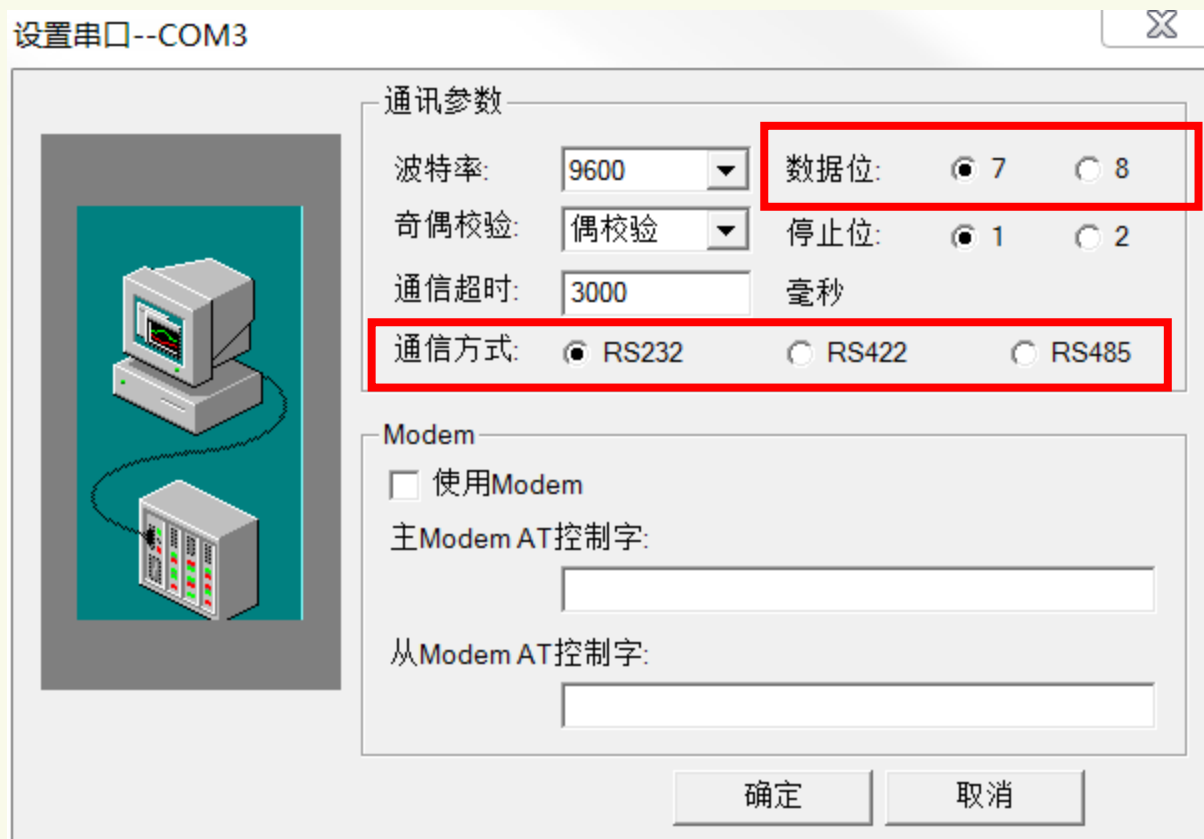 设置串口--COM3
通讯参数
波特率: 9600 数据位: 7 8
奇偶校验: 偶校验 停止位: 1 2
通信超时: 3000 毫秒
通信方式: RS232 RS422 RS485
Modem
使用Modem
主Modem AT控制字:
从Modem AT控制字:
确定 取消